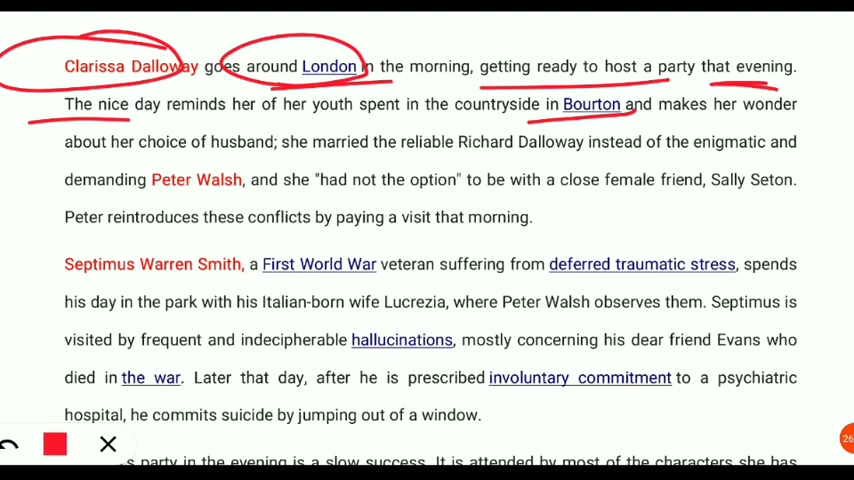 Clarissa Dalloway goes around London in the morning, getting ready to host a party that evening.
The nice day reminds her of her youth spent in the countryside in Bourton and makes her wonder
about her choice of husband; she married the reliable Richard Dalloway instead of the enigmatic and
demanding Peter Walsh, and she "had not the option" to be with a close female friend, Sally Seton.
Peter reintroduces these conflicts by paying a visit that morning.
Septimus Warren Smith, a First World War veteran suffering from deferred traumatic stress, spends
his day in the park with his Italian-born wife Lucrezia, where Peter Walsh observes them. Septimus is
visited by frequent and indecipherable hallucinations, mostly concerning his dear friend Evans who
died in the war. Later that day, after he is prescribed involuntary commitment to a psychiatric
hospital, he commits suicide by jumping out of a window.
party in the evening is a slow success. It is attended by most of the characters she has
26